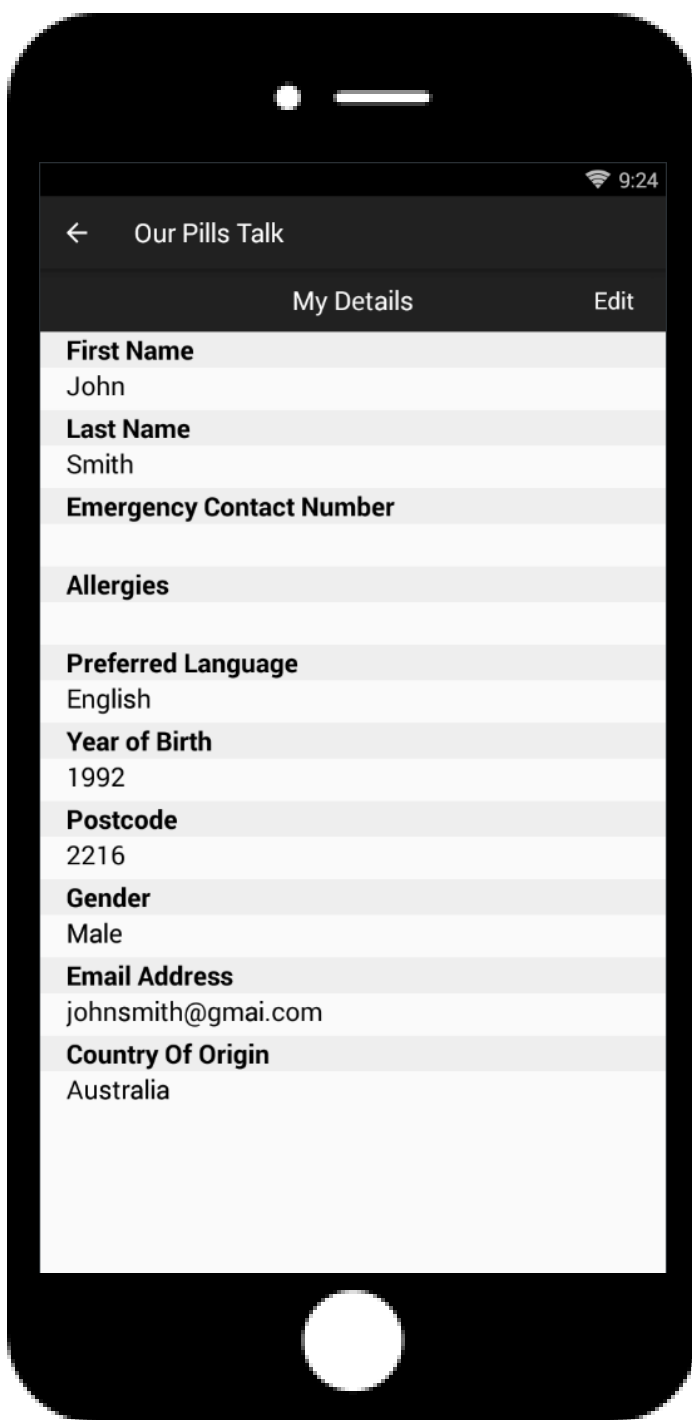 9:24
Our Pills Talk
My Details Edit
First Name
John
Last Name
Smith
Emergency Contact Number
Allergies
Preferred Language
English
Year of Birth
1992
Postcode
2216
Gender
Male
Email Address
johnsmith@gmai.com
Country Of Origin
Australia